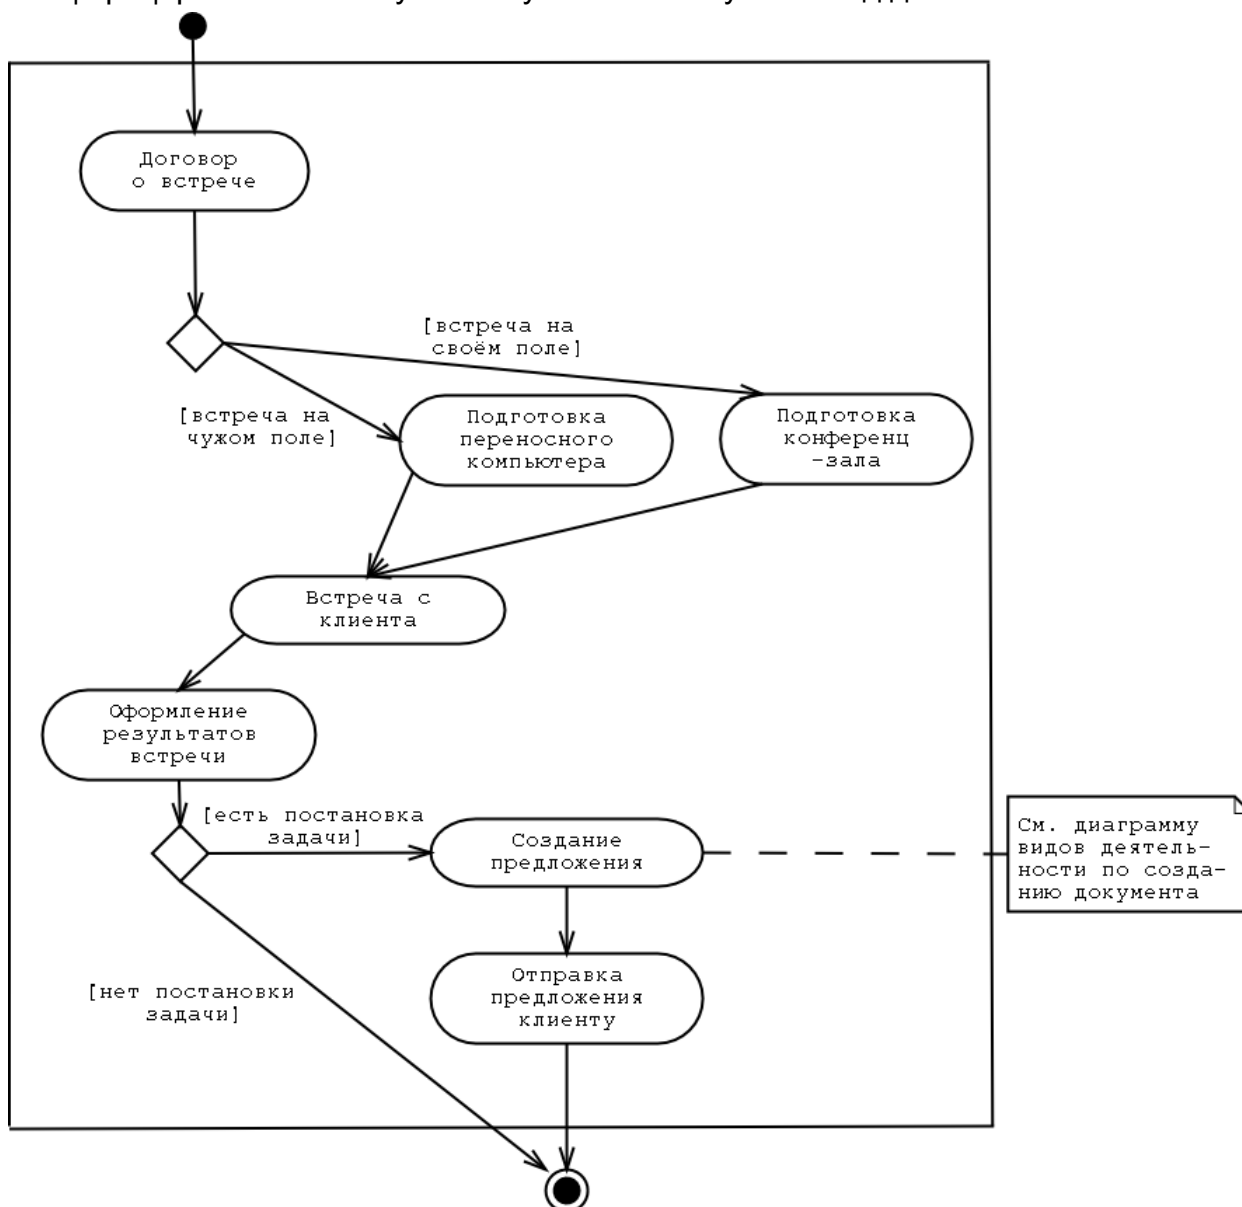 Договор
о встрече
[встреча на
своём поле]
[встреча на
чужом поле]
Подготовка
переносного
компьютера
Подготовка
конференц
-зала
Встреча с
клиента
Оформление
результатов
встречи
[есть постановка
задачи]
Создание
предложения
См. диаграмму
видов деятель-
ности по созда-
нию документа
Отправка
предложения
клиенту
[нет постановки
задачи]